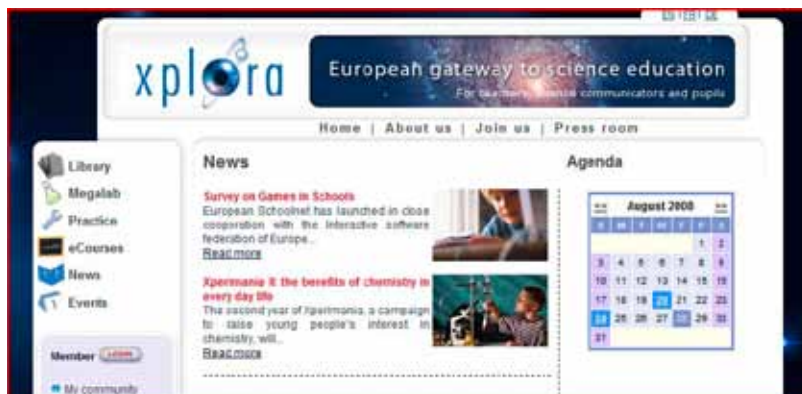 xplora
European gateway to science education
For teachers, science communicators and pupils
Home | About us | Join us | Press room
Library
Megalab
Practice
eCourses
News
Events
Member LOGIN
My community
News
Survey on Games in Schools
European Schoolnet has launched in close
cooperation with the interactive software
federation of Europe...
Read more
Xpermania II: the benefits of chemistry in
every day life
The second year of Xpermania, a campaign
to raise young people's interest in
chemistry, will...
Read more
Agenda
<< August 2008 >>
S M T W T F S
1 2
3 4 5 6 7 8 9
10 11 12 13 14 15 16
17 18 19 20 21 22 23
24 25 26 27 28 29 30
31